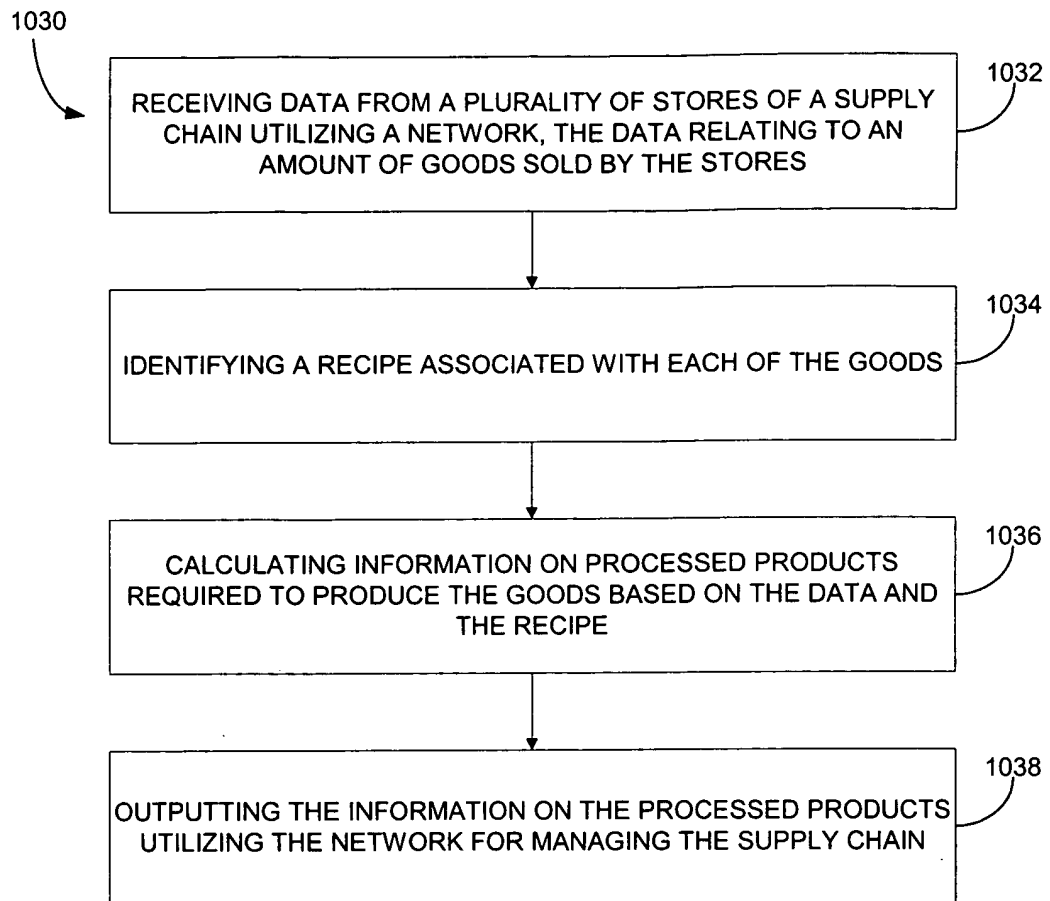 1030
1032
RECEIVING DATA FROM A PLURALITY OF STORES OF A SUPPLY
CHAIN UTILIZING A NETWORK, THE DATA RELATING TO AN
AMOUNT OF GOODS SOLD BY THE STORES
1034
IDENTIFYING A RECIPE ASSOCIATED WITH EACH OF THE GOODS
1036
CALCULATING INFORMATION ON PROCESSED PRODUCTS
REQUIRED TO PRODUCE THE GOODS BASED ON THE DATA AND
THE RECIPE
1038
OUTPUTTING THE INFORMATION ON THE PROCESSED PRODUCTS
UTILIZING THE NETWORK FOR MANAGING THE SUPPLY CHAIN